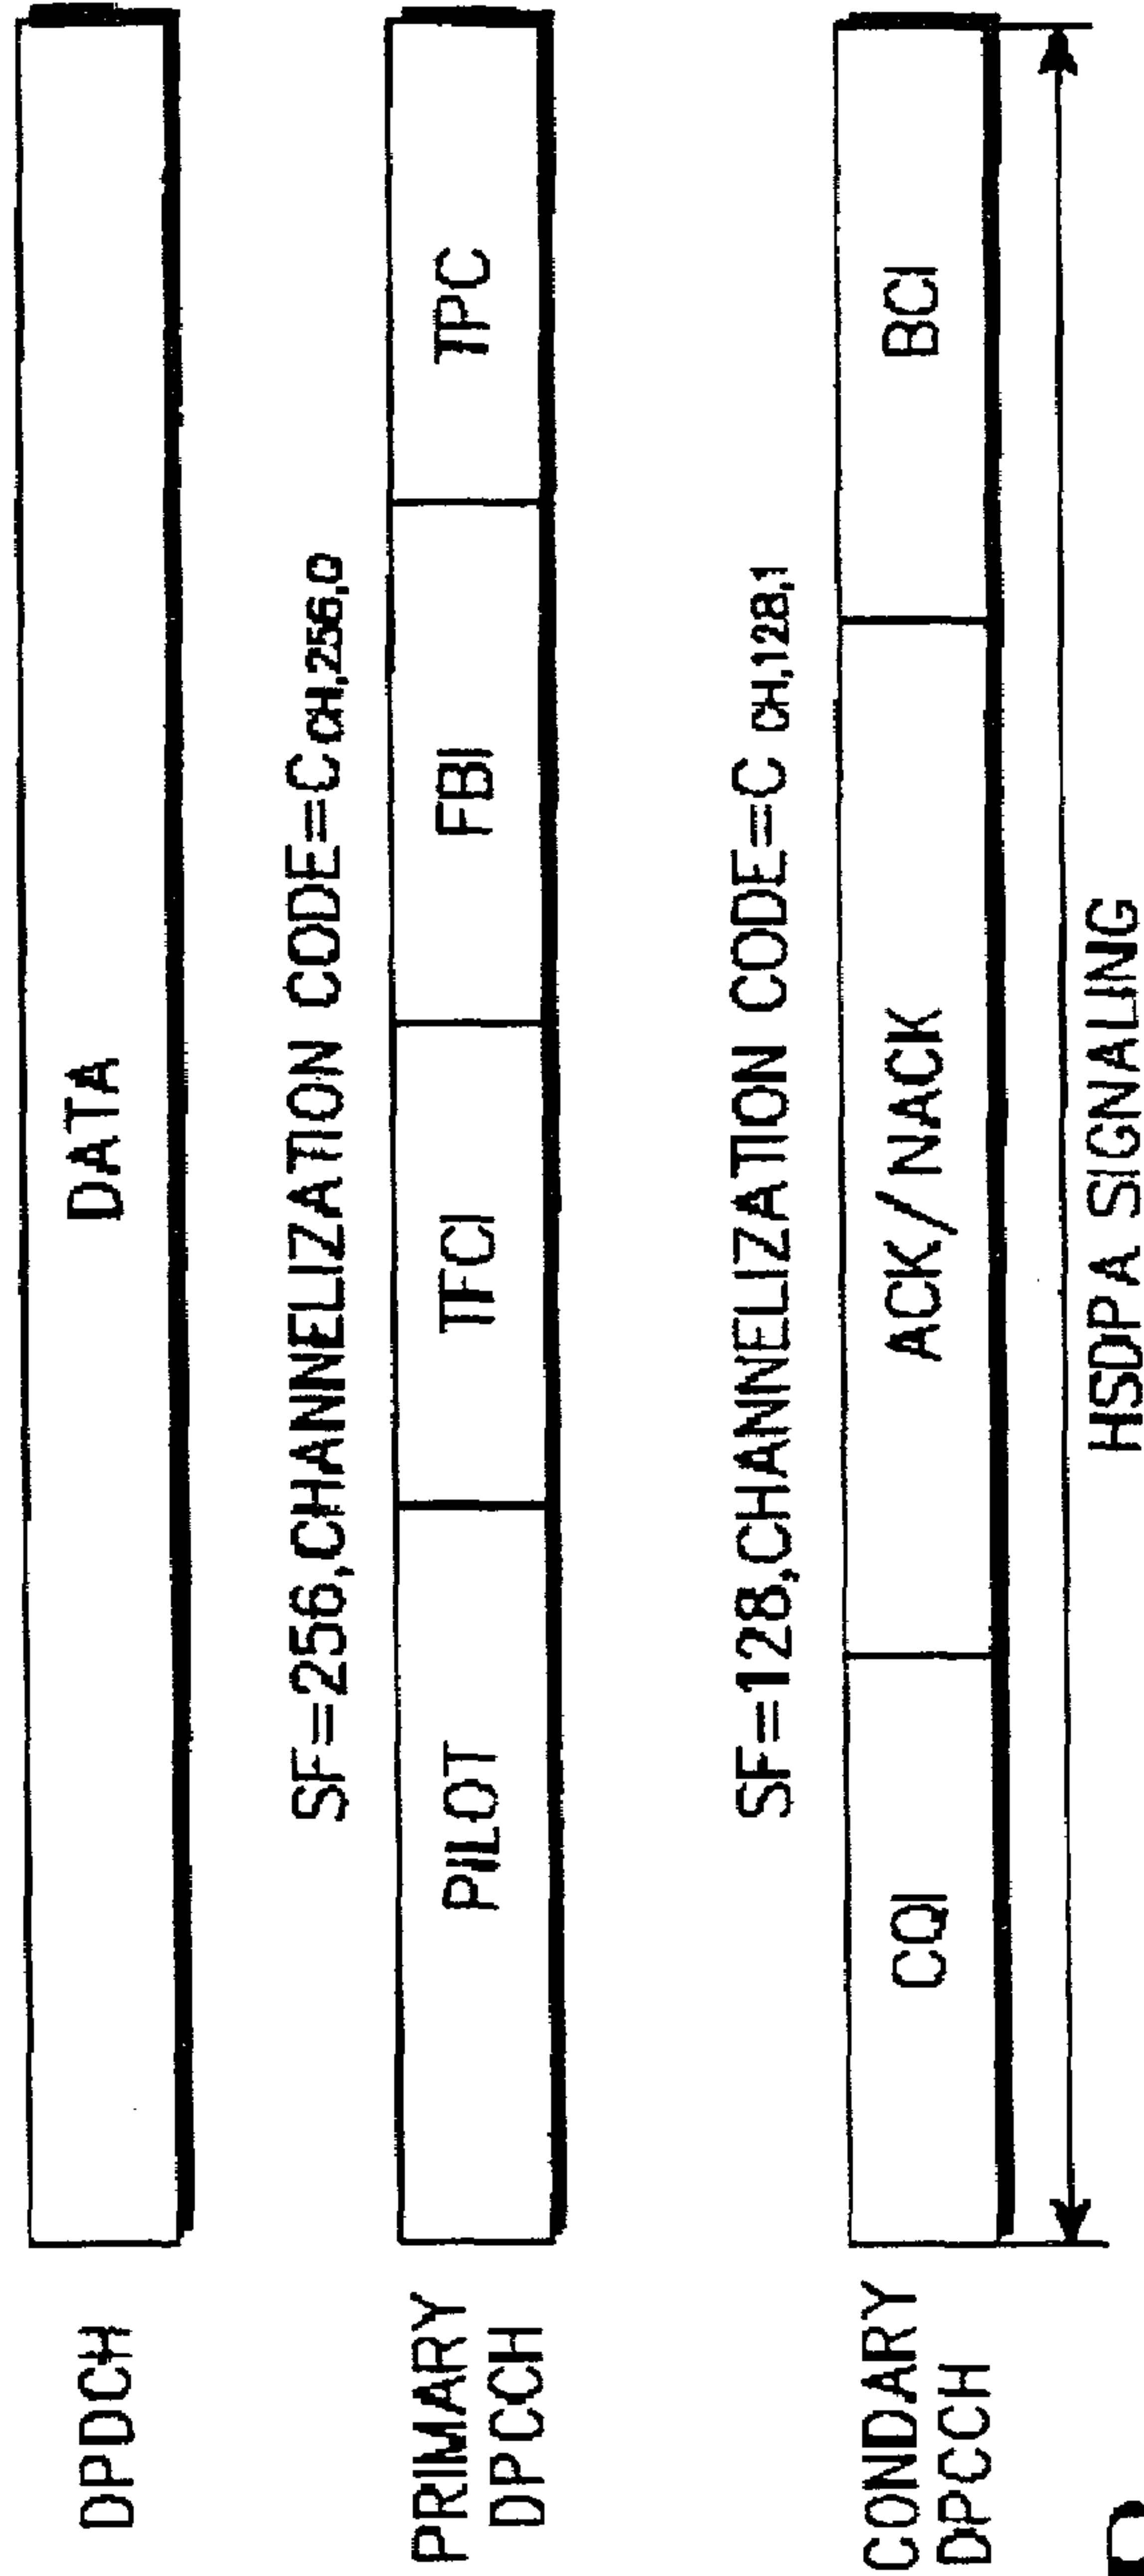 DPDCH
DATA
SF=256,CHANNELIZATION CODE=C CH,256,0
PRIMARY
DPCCH
PILOT
TFCI
FBI
TPC
SF=128,CHANNELIZATION CODE=C CH,128,1
CONDARY
DPCCH
CQI
ACK/NACK
BCI
HSDPA SIGNALING